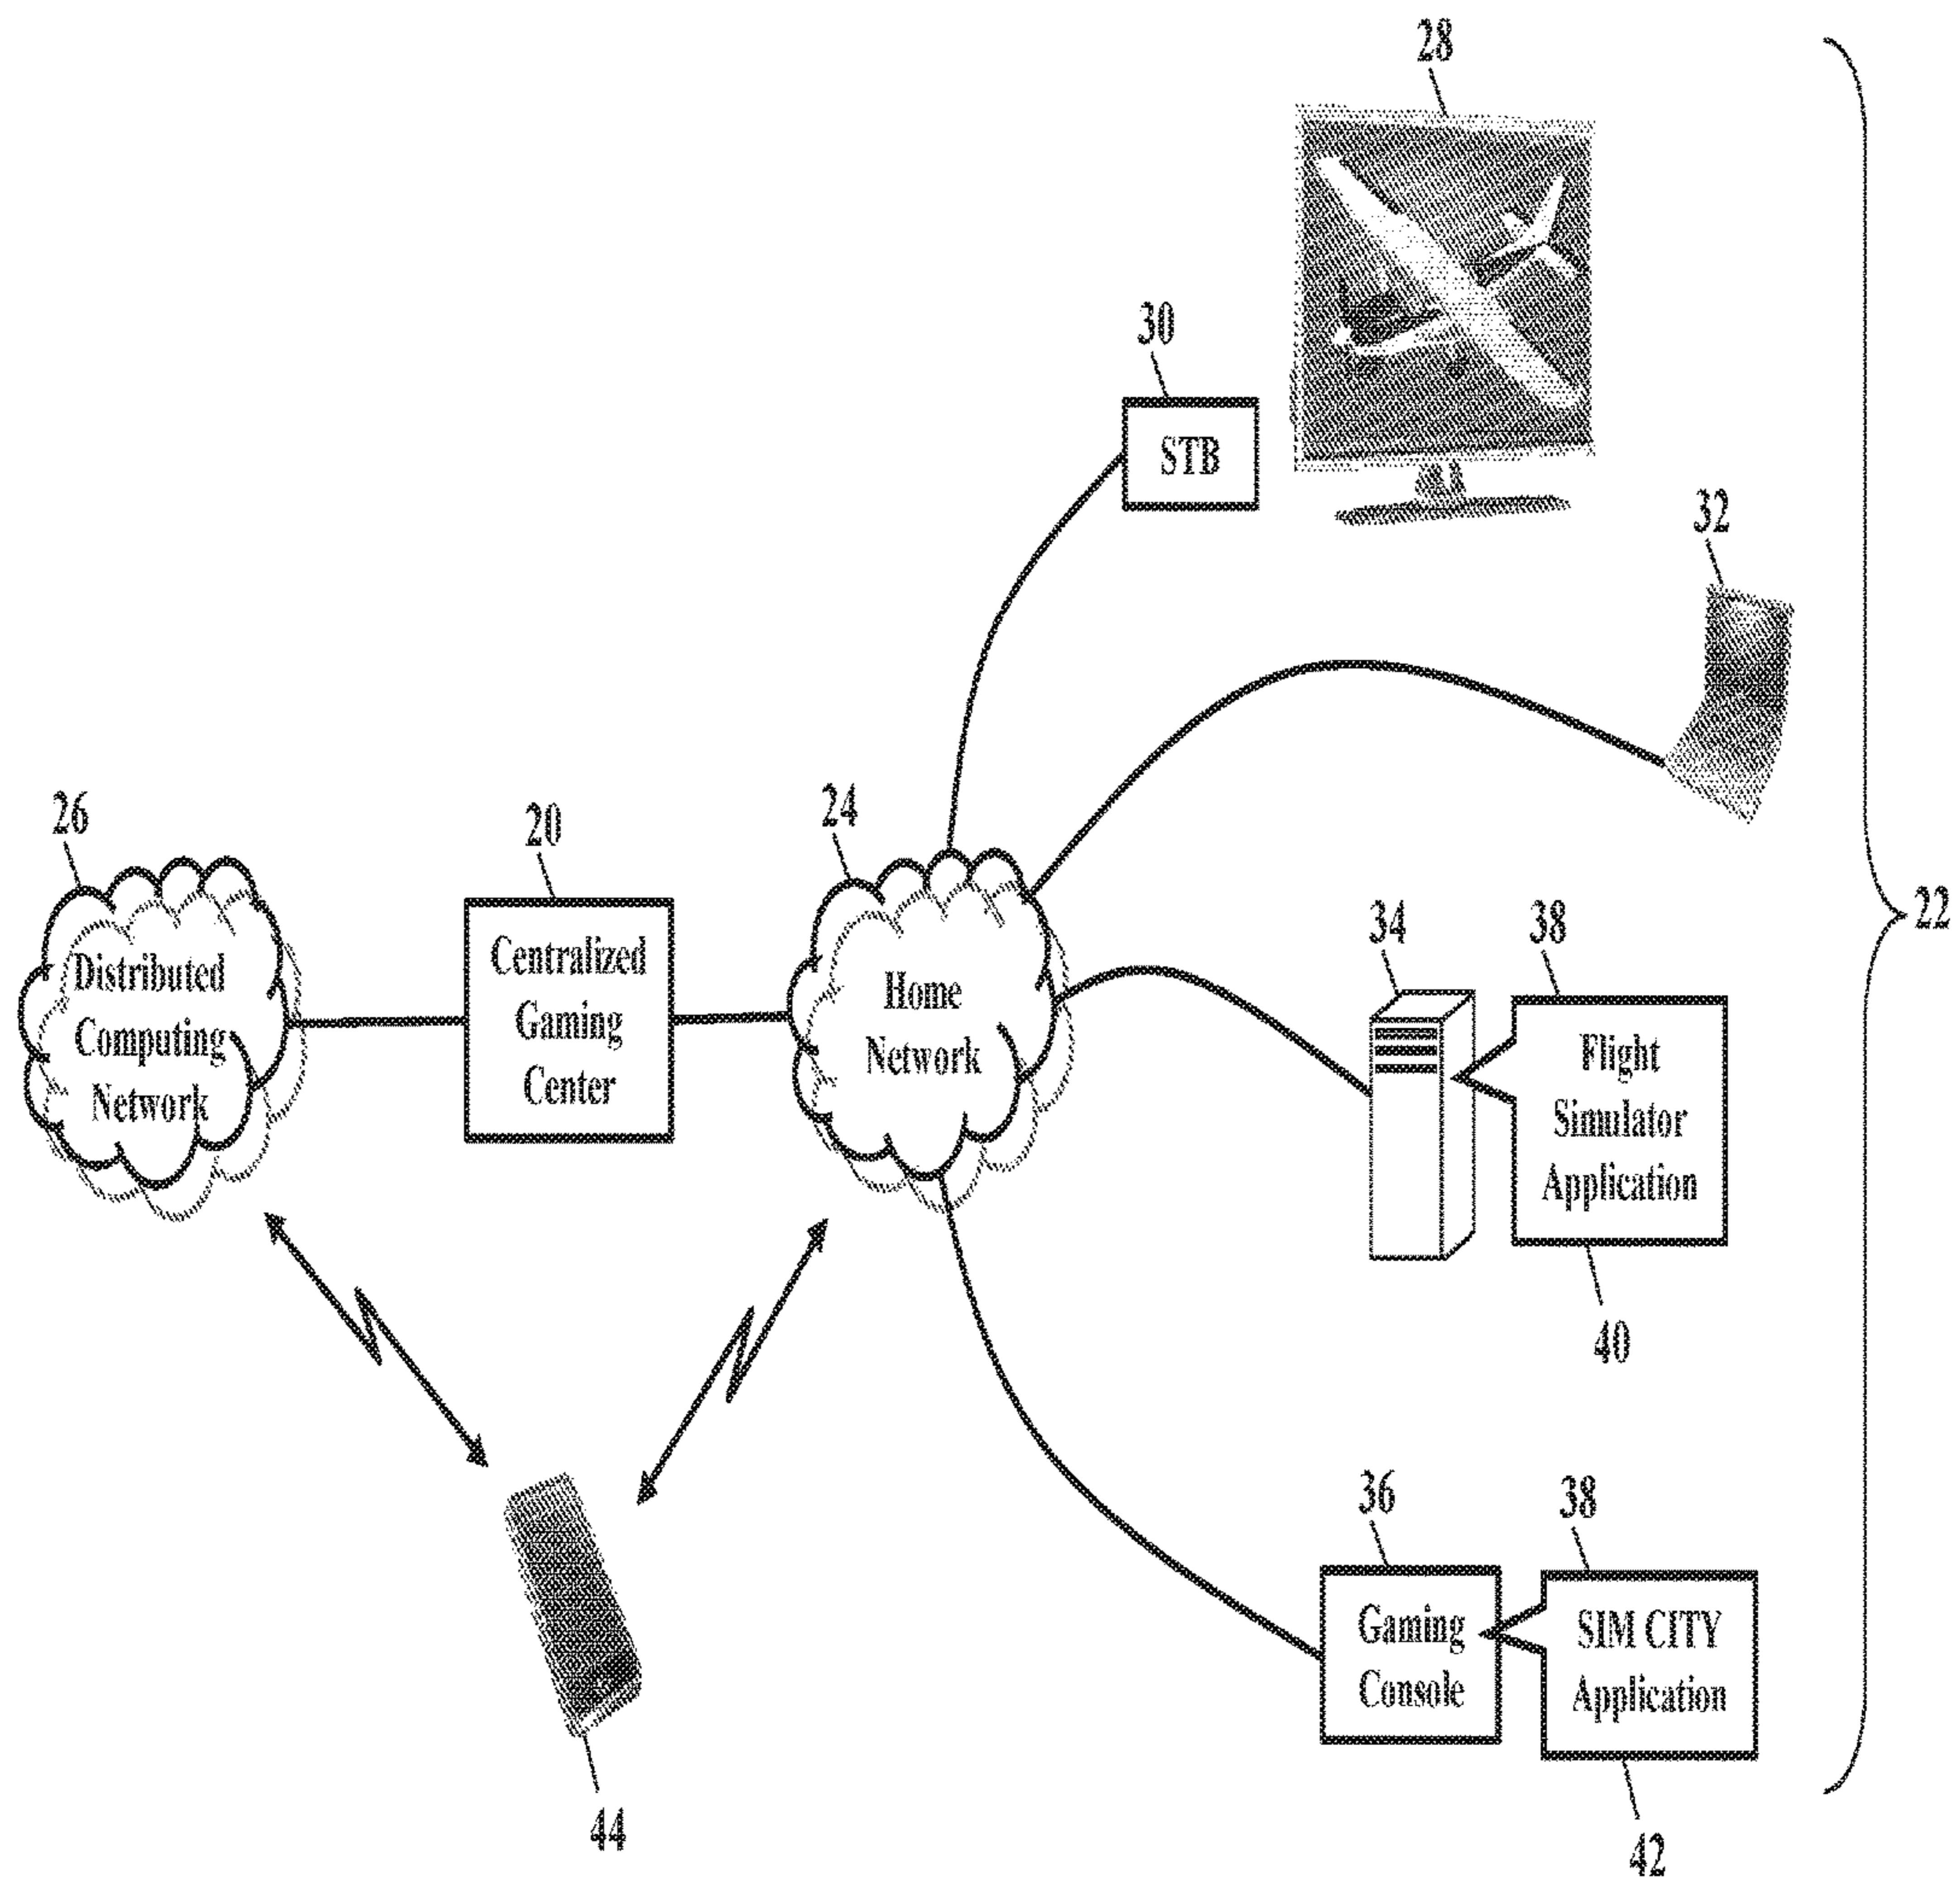 28
30
STB
32
26
20
24
22
Distributed
Computing
Network
Centralized
Gaming
Center
Home
Network
34
38
Flight
Simulator
Application
40
36
38
Gaming
Console
SIM CITY
Application
44
42